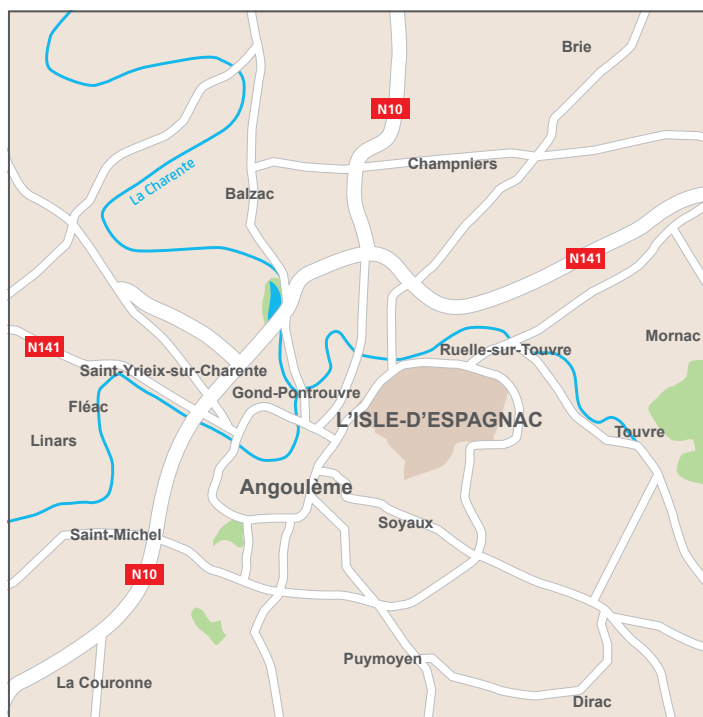 Brie
N10
Champniers
La Charente
Balzac
N141
Mornac
N141
Ruelle-sur-Touvre
Saint-Yrieix-sur-Charente
Gond-Pontrouvre
Fléac
L'ISLE-D'ESPAGNAC
Linars
Touvre
Angoulème
Soyaux
Saint-Michel
N10
Puymoyen
La Couronne
Dirac